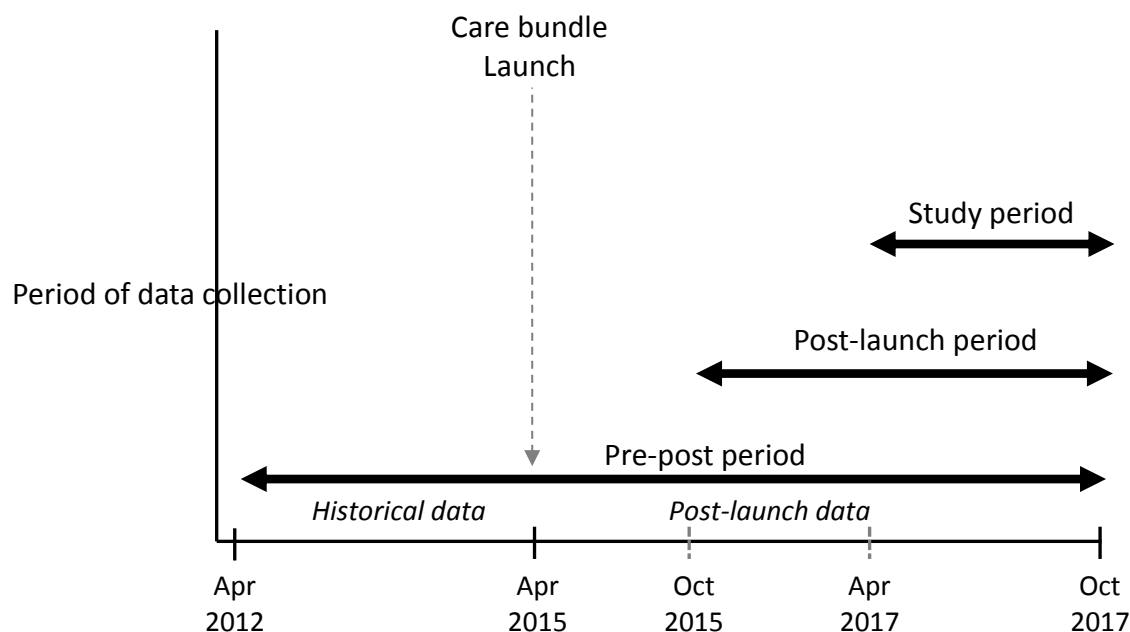 Care bundle
Launch
Study period
Period of data collection
Post-launch period
Pre-post period
Historical data
Post-launch data
Apr
2012
Apr
2015
Oct
2015
Apr
2017
Oct
2017